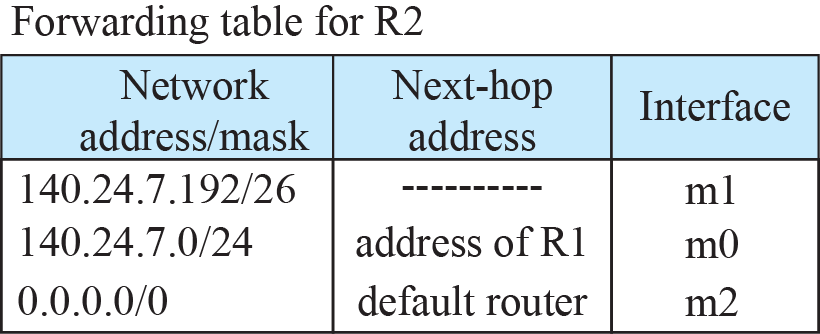 Forwarding table for R2
Network address/mask Next-hop address Interface
140.24.7.192/26 ---------- m1
140.24.7.0/24 address of R1 m0
0.0.0.0/0 default router m2